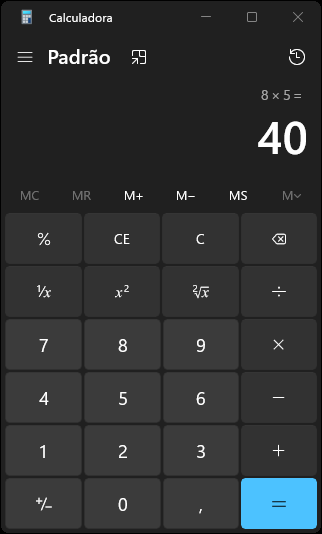 Calculadora
Padrão
8 × 5 =
40
MC MR M+ M− MS M
% CE C
¹/x x² ²√x ÷
7 8 9 ×
4 5 6 −
1 2 3 +
+/− 0 , =